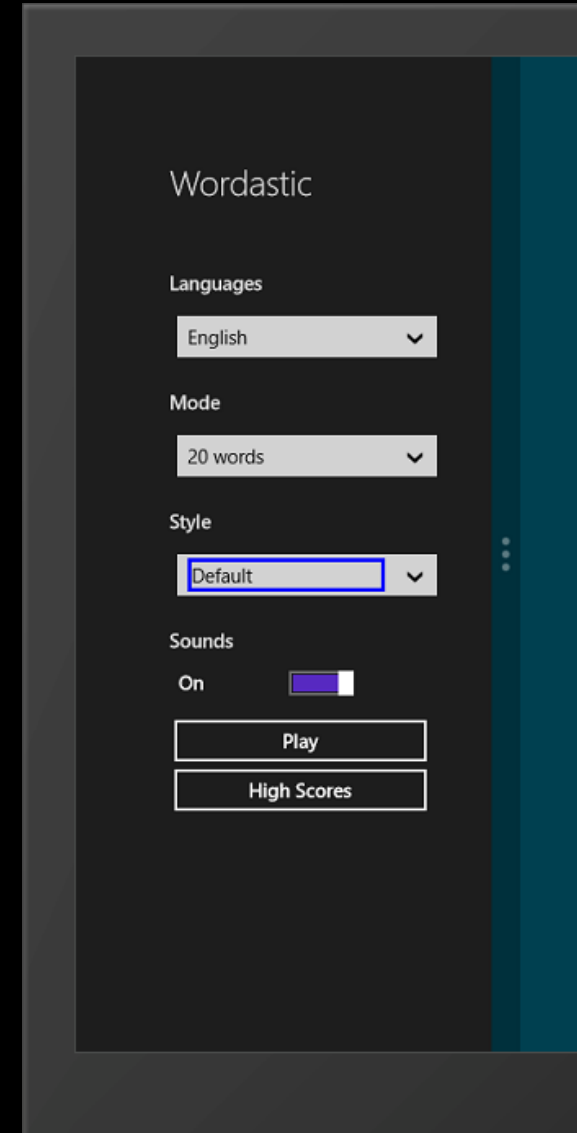 Wordastic
Languages
English
Mode
20 words
Style
Default
Sounds
On
Play
High Scores